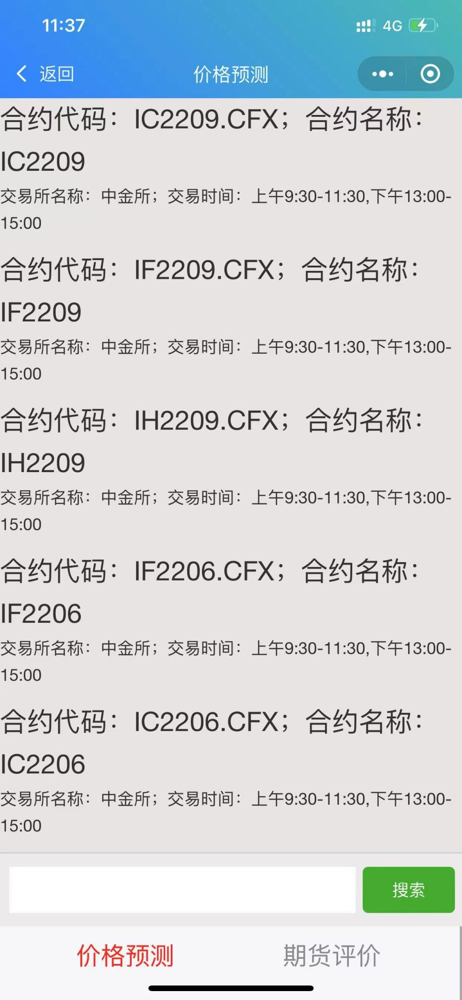 11:37
4G
返回
价格预测
合约代码：IC2209.CFX；合约名称：
IC2209
交易所名称：中金所；交易时间：上午9:30-11:30,下午13:00-
15:00
合约代码：IF2209.CFX；合约名称：
IF2209
交易所名称：中金所；交易时间：上午9:30-11:30,下午13:00-
15:00
合约代码：IH2209.CFX；合约名称：
IH2209
交易所名称：中金所；交易时间：上午9:30-11:30,下午13:00-
15:00
合约代码：IF2206.CFX；合约名称：
IF2206
交易所名称：中金所；交易时间：上午9:30-11:30,下午13:00-
15:00
合约代码：IC2206.CFX；合约名称：
IC2206
交易所名称：中金所；交易时间：上午9:30-11:30,下午13:00-
15:00
搜索
价格预测
期货评价